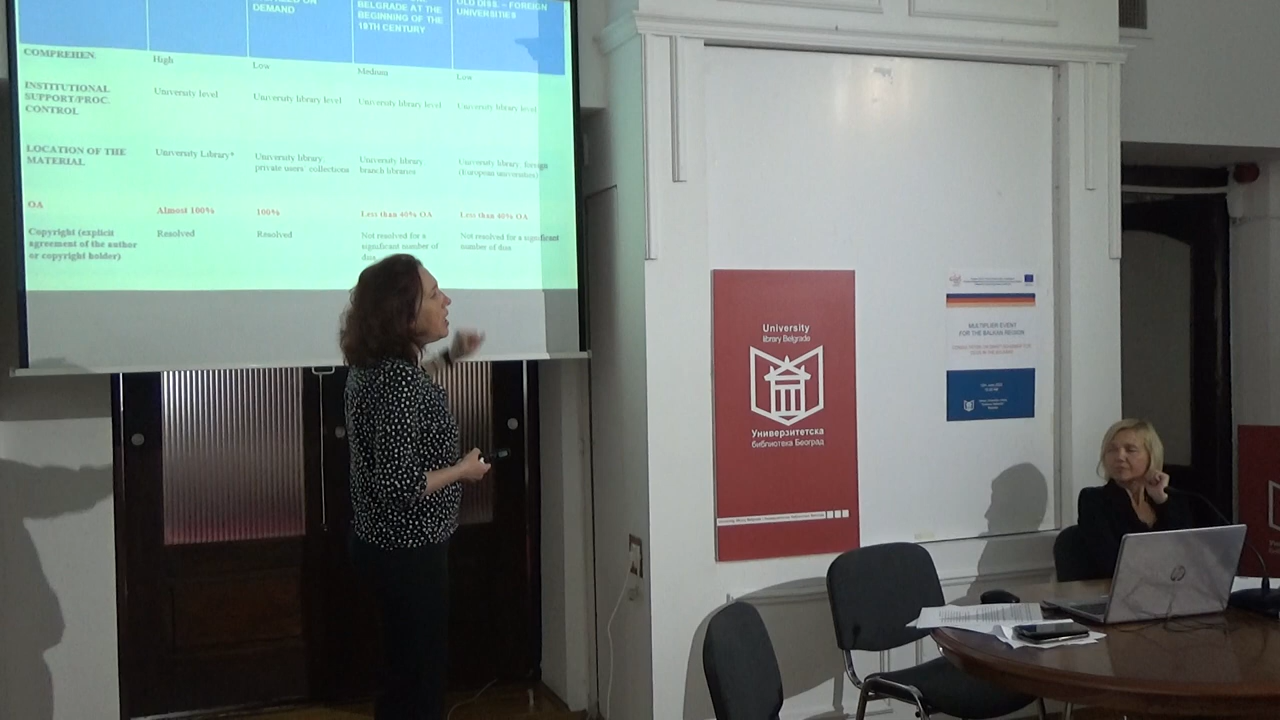 DEMAND
BELGRADE AT THE
BEGINNING OF THE
19TH CENTURY
OLD DISS. – FOREIGN
UNIVERSITIES
COMPREHEN.
High
Low
Medium
Low
INSTITUTIONAL
SUPPORT/PROC.
CONTROL
University level
University library level
University library level
University library level
LOCATION OF THE
MATERIAL
University Library*
University library,
private users' collections
University library
branch libraries
University library, foreign
(European universities)
OA
Almost 100%
100%
Less than 40% OA
Less than 40% OA
Copyright (explicit
agreement of the author
or copyright holder)
Resolved
Resolved
Not resolved for a
significant number of
diss.
Not resolved for a significant
number of diss.
University
library Belgrade
Универзитетска
библиотека Београд
MULTIPLIER EVENT
FOR THE BALKAN REGION
hp